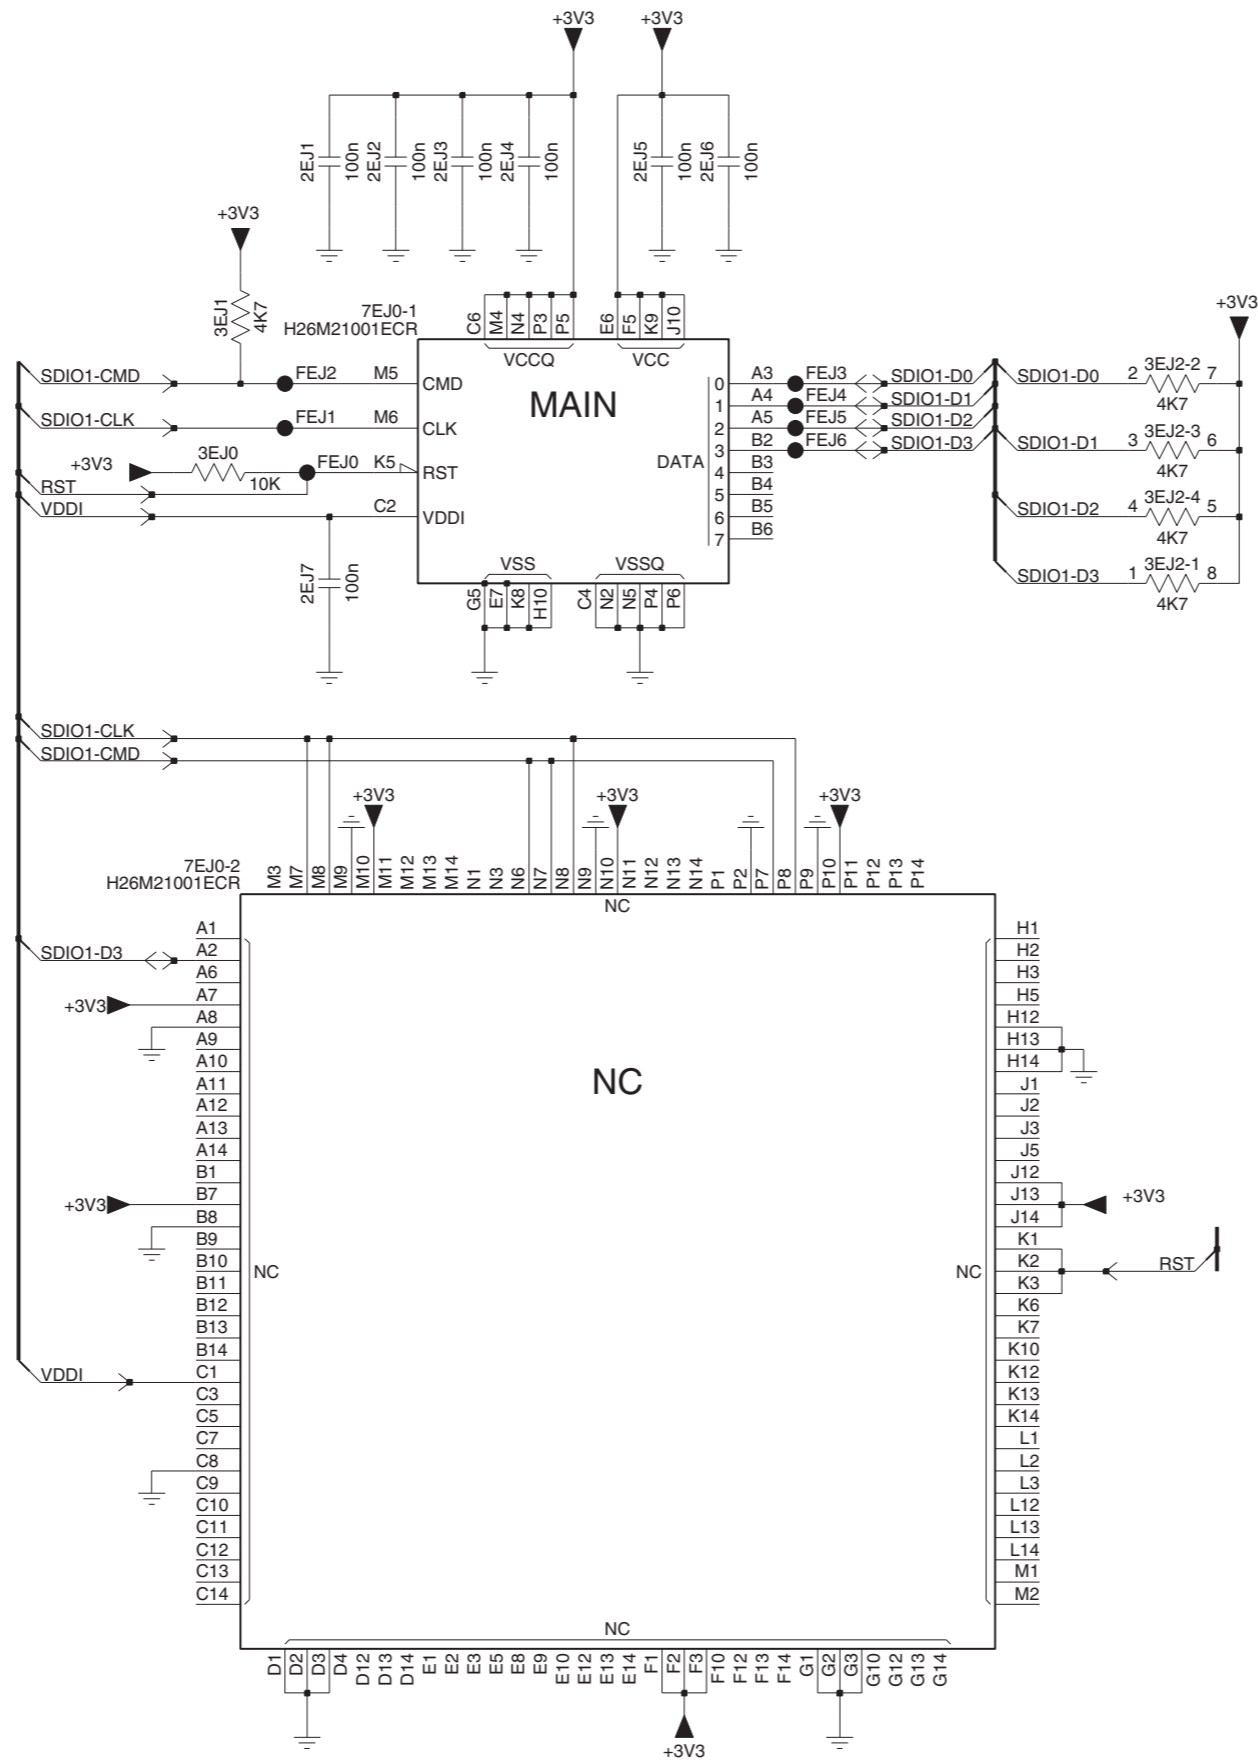 +3V3 +3V3
2EJ1 100n 2EJ2 100n 2EJ3 100n 2EJ4 100n 2EJ5 100n 2EJ6 100n
+3V3
3EJ1 4K7
7EJ0-1
H26M21001ECR
C6 M4 N4 P3 P5 E6 F5 K9 J10
+3V3
VCCQ VCC
MAIN
SDIO1-CMD FEJ2 M5 CMD
SDIO1-CLK FEJ1 M6 CLK
+3V3 3EJ0 10K FEJ0 K5 RST
RST
VDDI C2 VDDI
DATA
0 A3 FEJ3 SDIO1-D0
1 A4 FEJ4 SDIO1-D1
2 A5 FEJ5 SDIO1-D2
3 B2 FEJ6 SDIO1-D3
4 B3
5 B4
6 B5
7 B6
SDIO1-D0 2 3EJ2-2 7
4K7
SDIO1-D1 3 3EJ2-3 6
4K7
SDIO1-D2 4 3EJ2-4 5
4K7
SDIO1-D3 1 3EJ2-1 8
4K7
2EJ7 100n
VSS VSSQ
G5 E7 K8 H10 C4 N2 N5 P4 P6
SDIO1-CLK
SDIO1-CMD
+3V3 +3V3 +3V3
7EJ0-2
H26M21001ECR
M3 M7 M8 M9 M10 M11 M12 M13 M14 N1 N3 N6 N7 N8 N9 N10 N11 N12 N13 N14 P1 P2 P7 P8 P9 P10 P11 P12 P13 P14
NC
A1 H1
SDIO1-D3 A2 H2
A6 H3
+3V3 A7 H5
A8 H12
A9 H13
A10 H14
NC
A11 J1
A12 J2
A13 J3
A14 J5
B1 J12
+3V3 B7 J13 +3V3
B8 J14
B9 K1
B10 NC NC K2 RST
B11 K3
B12 K6
B13 K7
B14 K10
VDDI C1 K12
C3 K13
C5 K14
C7 L1
C8 L2
C9 L3
C10 L12
C11 L13
C12 L14
C13 M1
C14 M2
NC
D1 D2 D3 D4 D12 D13 D14 E1 E2 E3 E5 E8 E9 E10 E12 E13 E14 F1 F2 F3 F10 F12 F13 F14 G1 G2 G3 G10 G12 G13 G14
+3V3